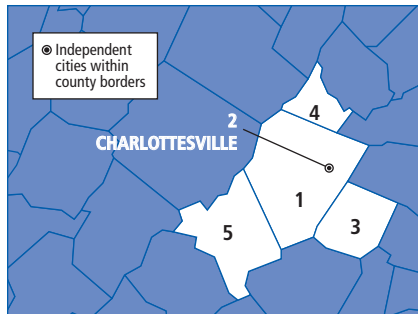 Independent
cities within
county borders
4
2
CHARLOTTESVILLE
1
3
5